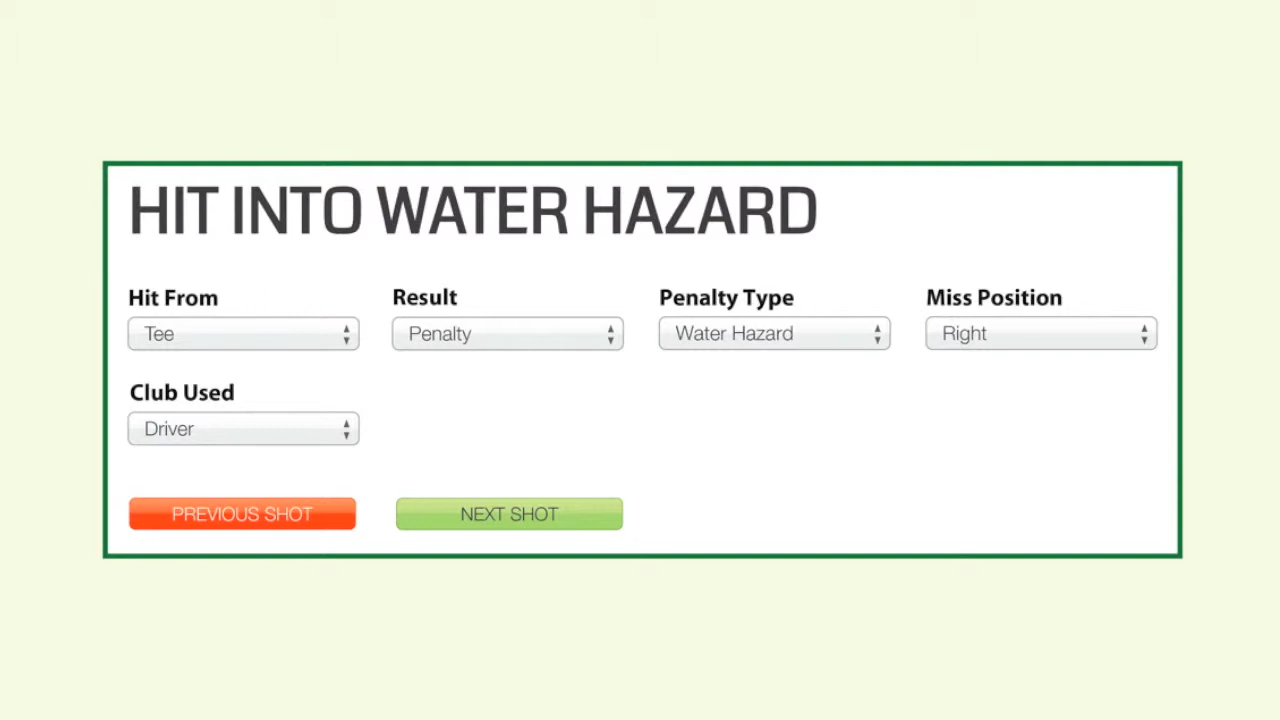 HIT INTO WATER HAZARD
Hit From Result Penalty Type Miss Position
Tee Penalty Water Hazard Right
Club Used
Driver
PREVIOUS SHOT NEXT SHOT